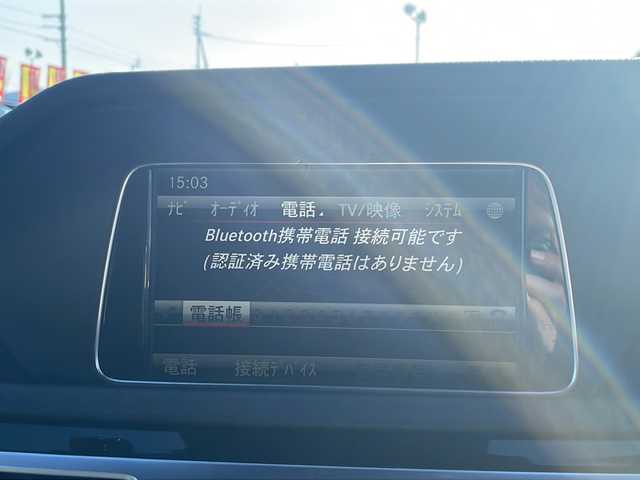 15:03
ﾅﾋﾞ ｵｰﾃﾞｨｵ 電話 TV/映像 ｼｽﾃﾑ
Bluetooth携帯電話 接続可能です
(認証済み携帯電話はありません)
電話帳
電話 接続ﾃﾞﾊﾞｲｽ